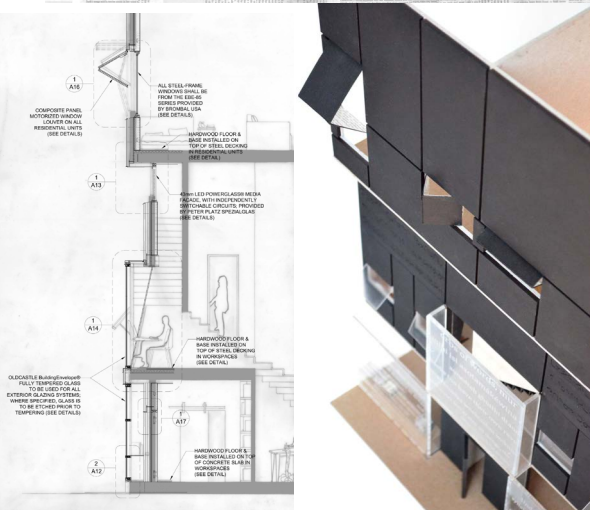 1
A16
ALL STEEL-FRAME
WINDOWS SHALL BE
FROM THE EBE-85
SERIES PROVIDED
BY BROMBAL USA
(SEE DETAILS)
COMPOSITE PANEL
MOTORIZED WINDOW
LOUVER ON ALL
RESIDENTIAL UNITS
(SEE DETAILS)
HARDWOOD FLOOR &
BASE INSTALLED ON
TOP OF STEEL DECKING
IN RESIDENTIAL UNITS
(SEE DETAIL)
1
A13
LED POWERGLASS® MEDIA
FACADE, WITH INDEPENDENTLY
SWITCHABLE CIRCUITS; PROVIDED
BY PETER PLATZ SPEZIALGLAS
(SEE DETAILS)
1
A14
HARDWOOD FLOOR &
BASE INSTALLED ON
TOP OF STEEL DECKING
IN WORKSPACES
(SEE DETAIL)
OLDCASTLE BuildingEnvelope®
FULLY TEMPERED GLASS
TO BE USED FOR ALL
EXTERIOR GLAZING SYSTEMS;
WHERE SPECIFIED, GLASS IS
TO BE ETCHED PRIOR TO
TEMPERING (SEE DETAILS)
1
A17
HARDWOOD FLOOR &
BASE INSTALLED ON TOP
OF CONCRETE SLAB IN
WORKSPACES
(SEE DETAIL)
2
A12